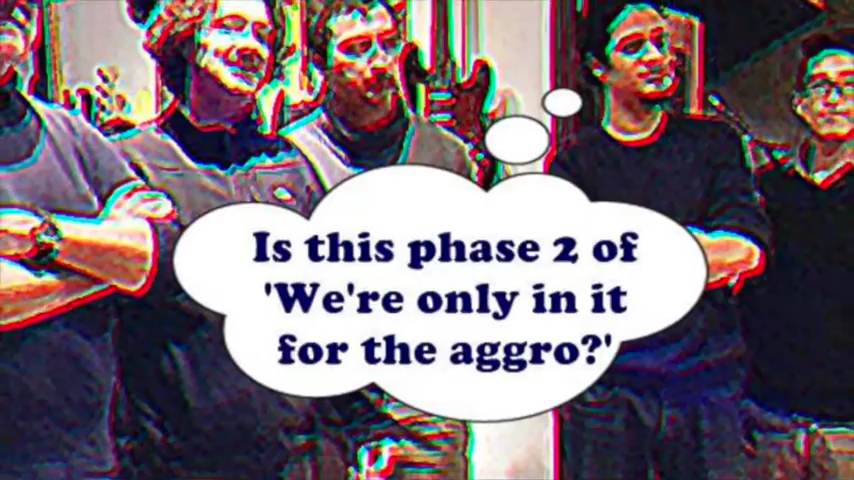 Is this phase 2 of
'We're only in it
for the aggro?'